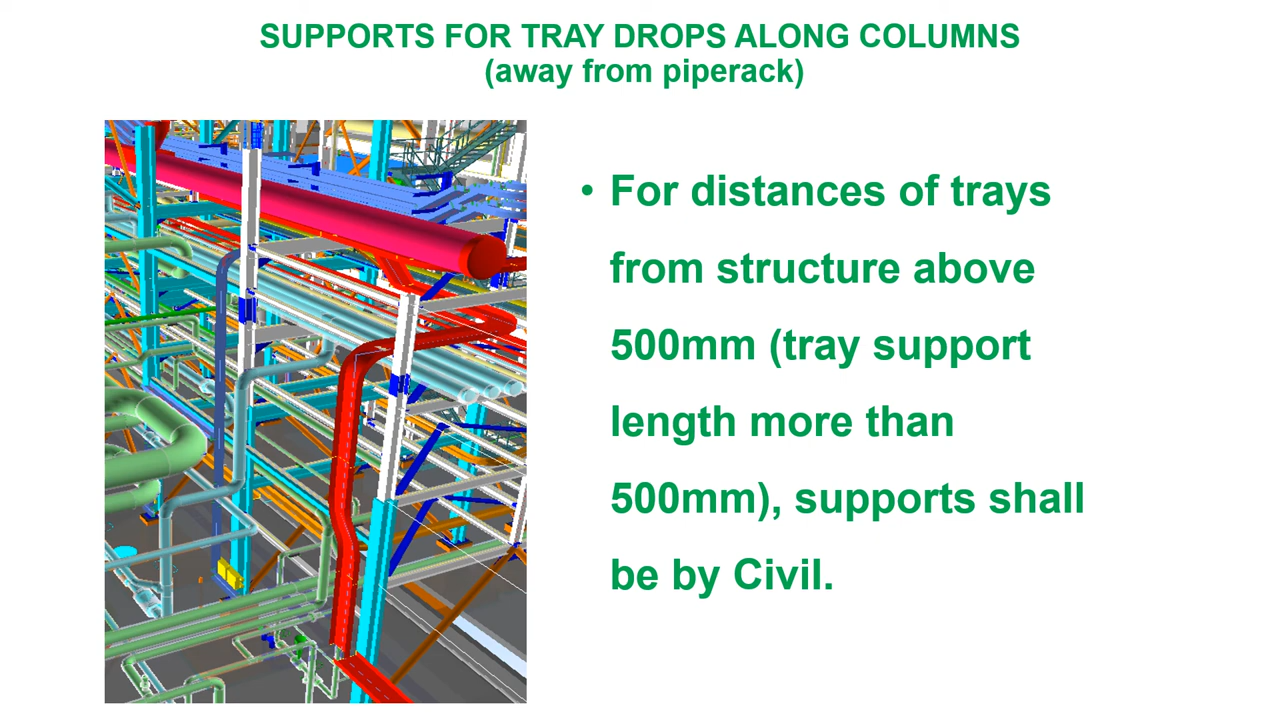 SUPPORTS FOR TRAY DROPS ALONG COLUMNS
(away from piperack)
• For distances of trays
from structure above
500mm (tray support
length more than
500mm), supports shall
be by Civil.